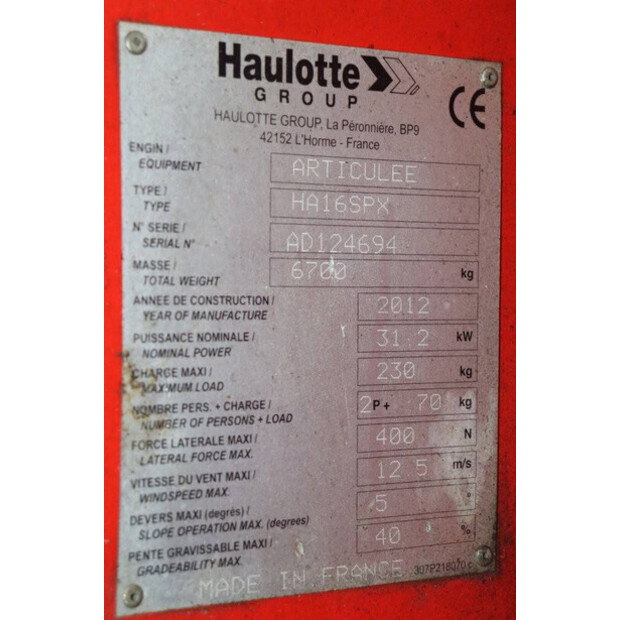 Haulotte
GROUP
CE
HAULOTTE GROUP, La Péronnière, BP9
42152 L'Horme - France
ENGIN / ARTICULEE
EQUIPMENT
TYPE / HA16SPX
TYPE
N° SERIE / AD124694
SERIAL N°
MASSE / 6700 kg
TOTAL WEIGHT
ANNEE DE CONSTRUCTION / 2012
YEAR OF MANUFACTURE
PUISSANCE NOMINALE / 31.2 kW
NOMINAL POWER
CHARGE MAXI / 230 kg
MAXIMUM LOAD
NOMBRE PERS. + CHARGE / 2P+ 70 kg
NUMBER OF PERSONS + LOAD
FORCE LATERALE MAXI / 400 N
LATERAL FORCE MAX.
VITESSE DU VENT MAXI / 12 5 m/s
WINDSPEED MAX.
DEVERS MAXI (degrés) / 5 °
SLOPE OPERATION MAX. (degrees)
PENTE GRAVISSABLE MAXI / 40 %
GRADEABILITY MAX.
MADE IN FRANCE 307P218070 c